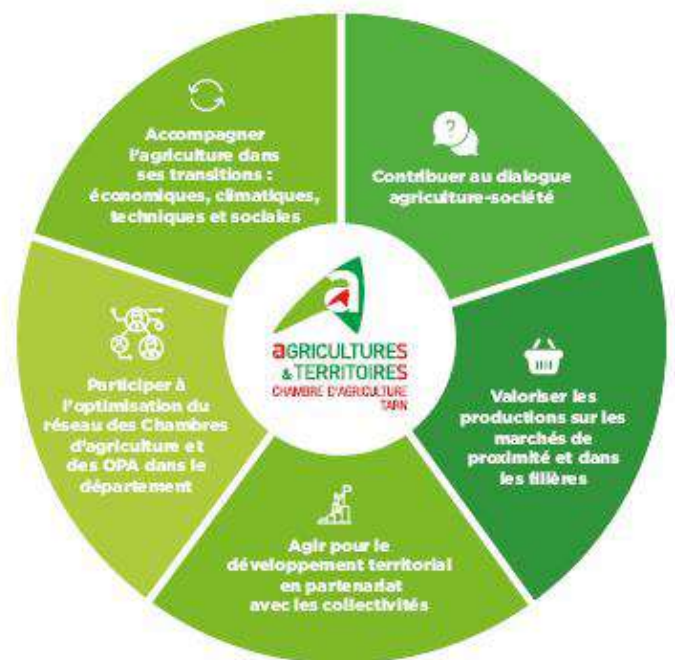 Accompagner
l'agriculture dans
ses transitions :
économiques, climatiques,
techniques et sociales
?
Contribuer au dialogue
agriculture-société
Valoriser les
productions sur les
marchés de
proximité et dans
les filières
Agir pour le
développement territorial
en partenariat
avec les collectivités
Participer à
l'optimisation du
réseau des Chambres
d'agriculture et
des OPA dans le
département
a
aGRICULTURES
& TERRITOIRES
CHAMBRE D'AGRICULTURE
TARN